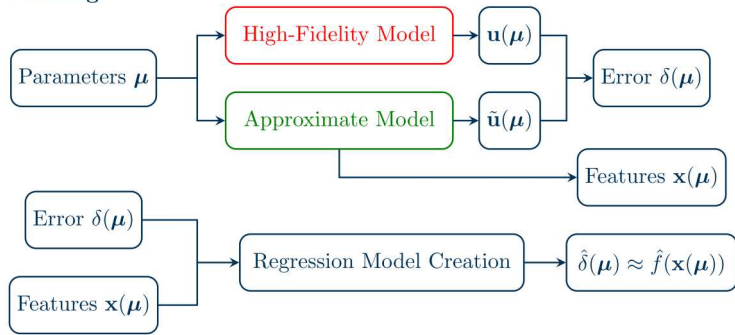 High-Fidelity Model
u(μ)
Parameters μ
Error δ(μ)
Approximate Model
ũ(μ)
Features x(μ)
Error δ(μ)
Regression Model Creation
δ̂(μ) ≈ f̂(x(μ))
Features x(μ)